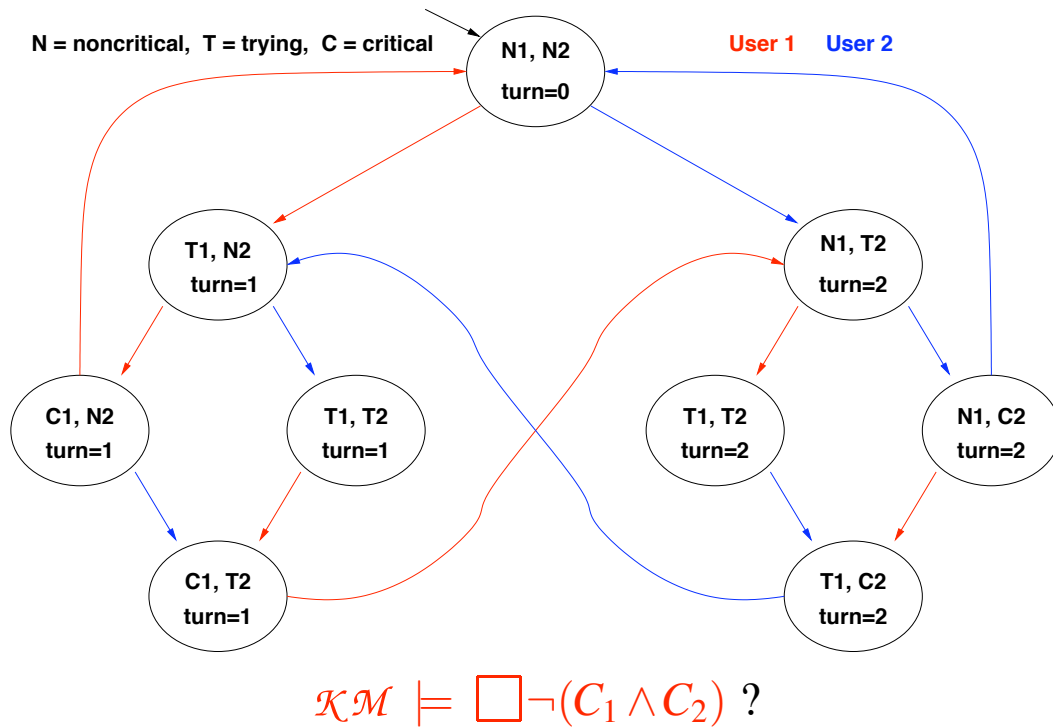 N = noncritical, T = trying, C = critical
User 1 User 2
N1, N2
turn=0
T1, N2
turn=1
N1, T2
turn=2
C1, N2
turn=1
T1, T2
turn=1
T1, T2
turn=2
N1, C2
turn=2
C1, T2
turn=1
T1, C2
turn=2
𝒦ℳ ⊨ □¬(C₁ ∧ C₂) ?